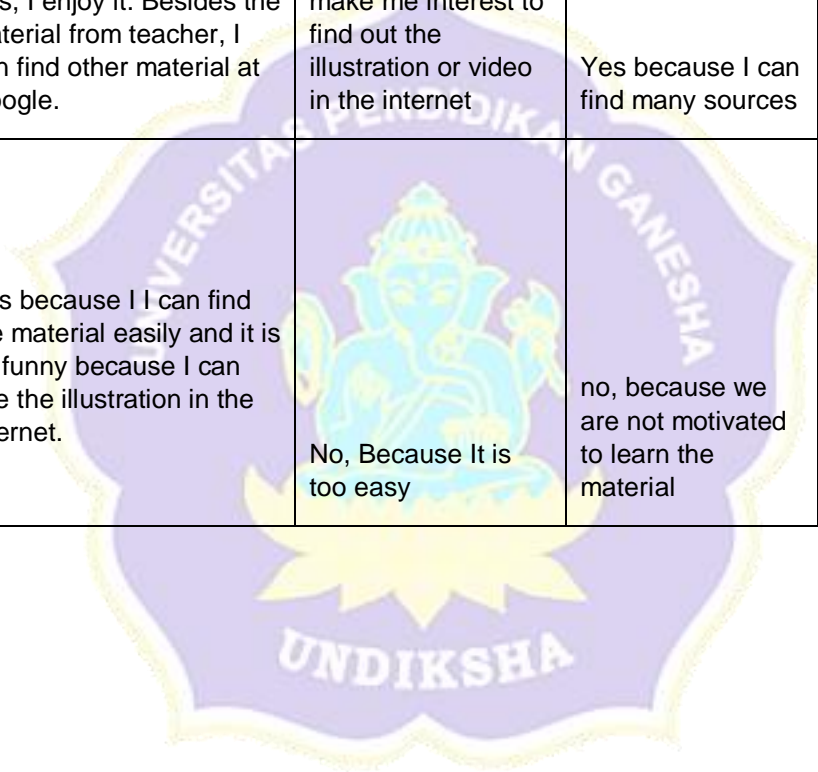 s, I enjoy it. Besides the
aterial from teacher, I
n find other material at
ogle.
make me interest to
find out the
illustration or video
in the internet
Yes because I can
find many sources
s because I I can find
e material easily and it is
funny because I can
e the illustration in the
ernet.
No, Because It is
too easy
no, because we
are not motivated
to learn the
material
UNIVERSITAS PENDIDIKAN GANESHA
UNDIKSHA